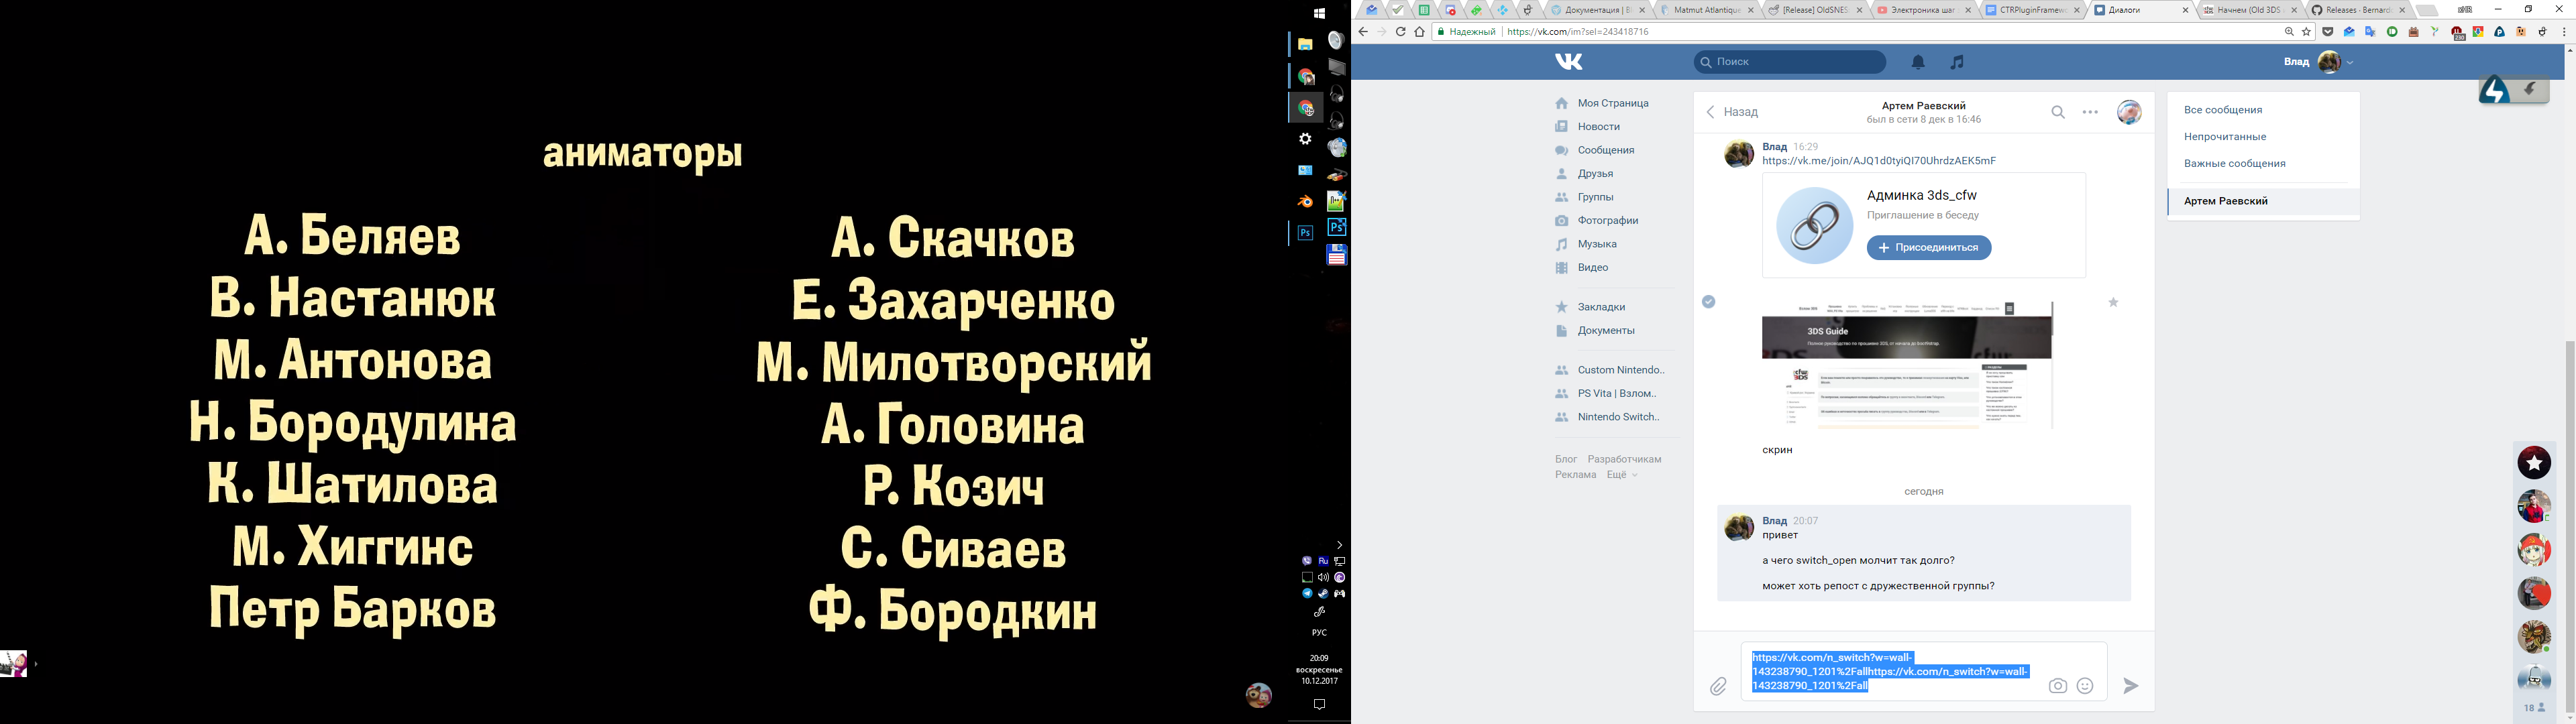 аниматоры
А. Беляев
В. Настанюк
М. Антонова
Н. Бородулина
К. Шатилова
М. Хиггинс
Петр Барков
А. Скачков
Е. Захарченко
М. Милотворский
А. Головина
Р. Козич
С. Сиваев
Ф. Бородкин
Ps
Ps
Ru
РУС
20:09
воскресенье
10.12.2017
Документация | B
Matmut Atlantique
[Release] OldSNES
Электроника шаг
CTRPluginFramew
Диалоги
Начнем (Old 3DS
Releases · Bernard
Надежный
https://vk.com/im?sel=243418716
Поиск
Влад
Моя Страница
Новости
Сообщения
Друзья
Группы
Фотографии
Музыка
Видео
Закладки
Документы
Custom Nintendo..
PS Vita | Взлом..
Nintendo Switch..
Блог Разработчикам
Реклама Ещё
Назад
Артем Раевский
был в сети 8 дек в 16:46
Влад 16:29
https://vk.me/join/AJQ1d0tyiQI70UhrdzAEK5mF
Админка 3ds_cfw
Приглашение в беседу
Присоединиться
3DS Guide
скрин
сегодня
Влад 20:07
привет
а чего switch_open молчит так долго?
может хоть репост с дружественной группы?
https://vk.com/n_switch?w=wall-
143238790_1201%2Fallhttps://vk.com/n_switch?w=wall-
143238790_1201%2Fall
Все сообщения
Непрочитанные
Важные сообщения
Артем Раевский
18